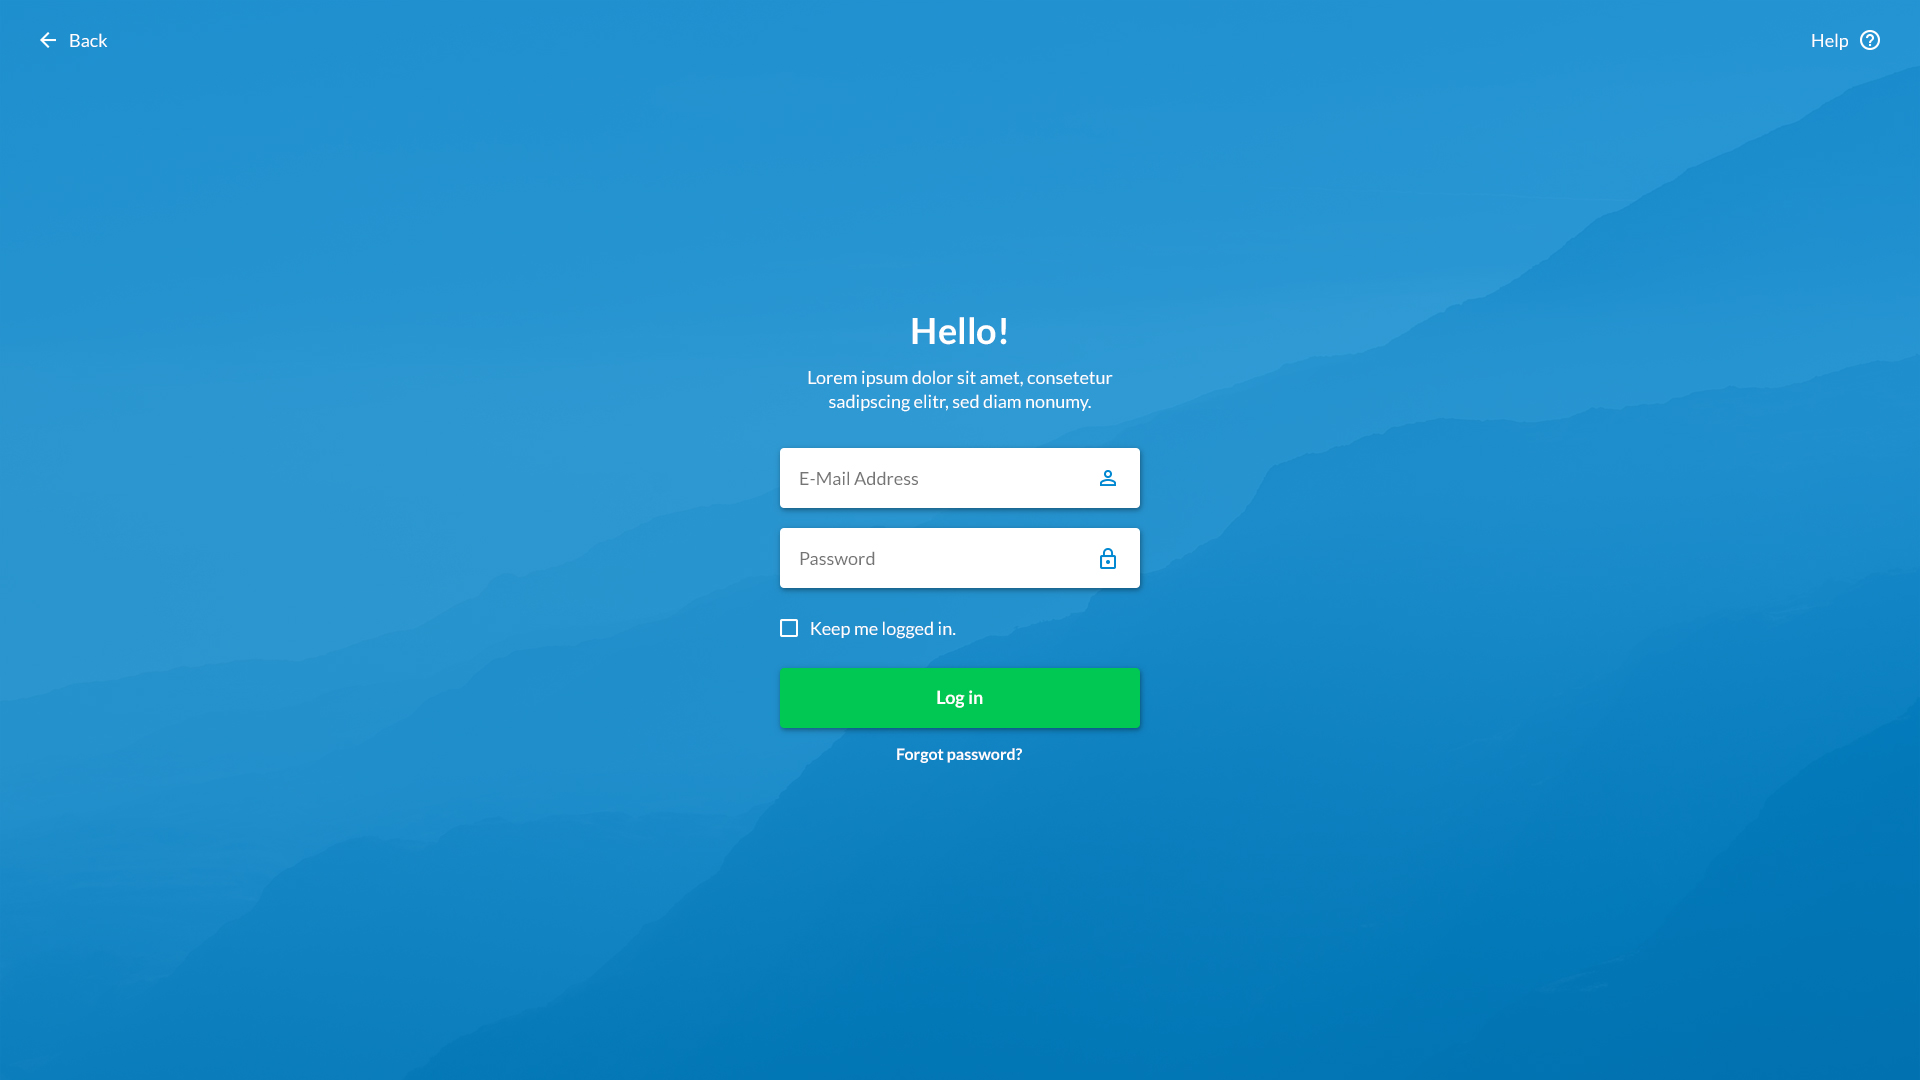 Back
Help
Hello!
Lorem ipsum dolor sit amet, consetetur
sadipscing elitr, sed diam nonumy.
E-Mail Address
Password
Keep me logged in.
Log in
Forgot password?